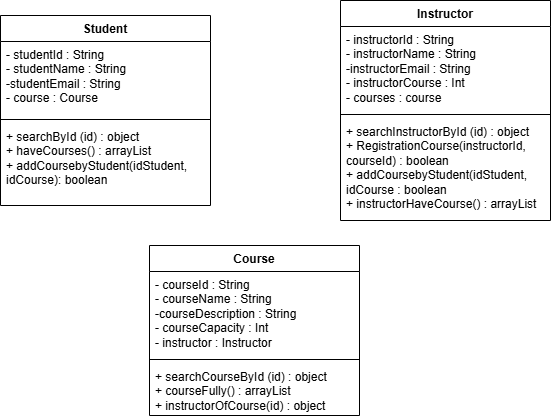 Student
- studentId : String
- studentName : String
-studentEmail : String
- course : Course
+ searchById (id) : object
+ haveCourses() : arrayList
+ addCoursebyStudent(idStudent,
idCourse): boolean
Instructor
- instructorId : String
- instructorName : String
-instructorEmail : String
- instructorCourse : Int
- courses : course
+ searchInstructorById (id) : object
+ RegistrationCourse(instructorId,
courseId) : boolean
+ addCoursebyStudent(idStudent,
idCourse : boolean
+ instructorHaveCourse() : arrayList
Course
- courseId : String
- courseName : String
-courseDescription : String
- courseCapacity : Int
- instructor : Instructor
+ searchCourseById (id) : object
+ courseFully() : arrayList
+ instructorOfCourse(id) : object